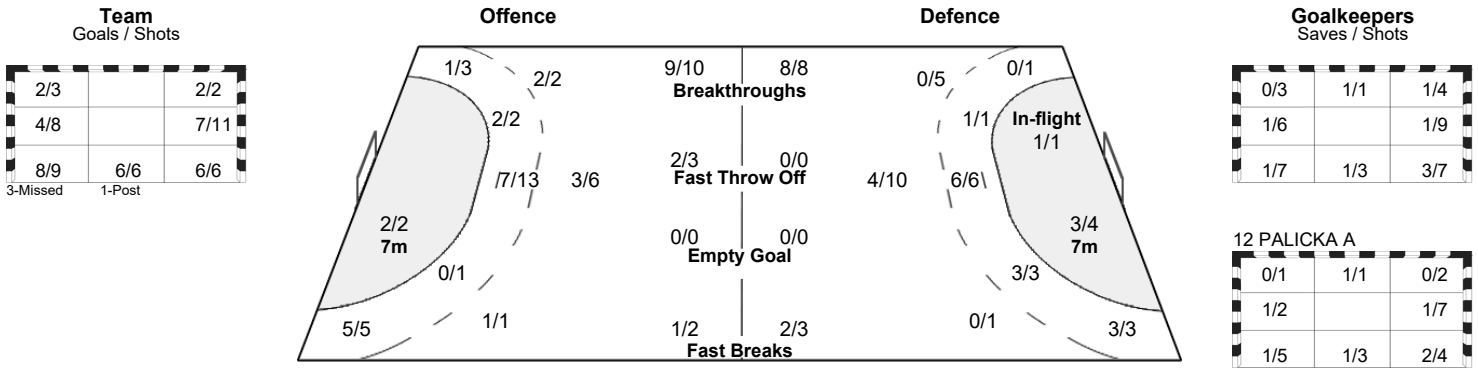 Team
Goals / Shots
2/3 2/2
4/8 7/11
8/9 6/6 6/6
3-Missed 1-Post
Offence Defence
1/3 2/2 9/10 8/8 0/5 0/1
Breakthroughs
2/2 1/1 In-flight
1/1
2/3 0/0
Fast Throw Off
7/13 3/6 4/10 6/6
2/2 3/4
7m 7m
0/0 0/0
Empty Goal
0/1 3/3
5/5 1/1 1/2 2/3 0/1 3/3
Fast Breaks
Goalkeepers
Saves / Shots
0/3 1/1 1/4
1/6 1/9
1/7 1/3 3/7
12 PALICKA A
0/1 1/1 0/2
1/2 1/7
1/5 1/3 2/4